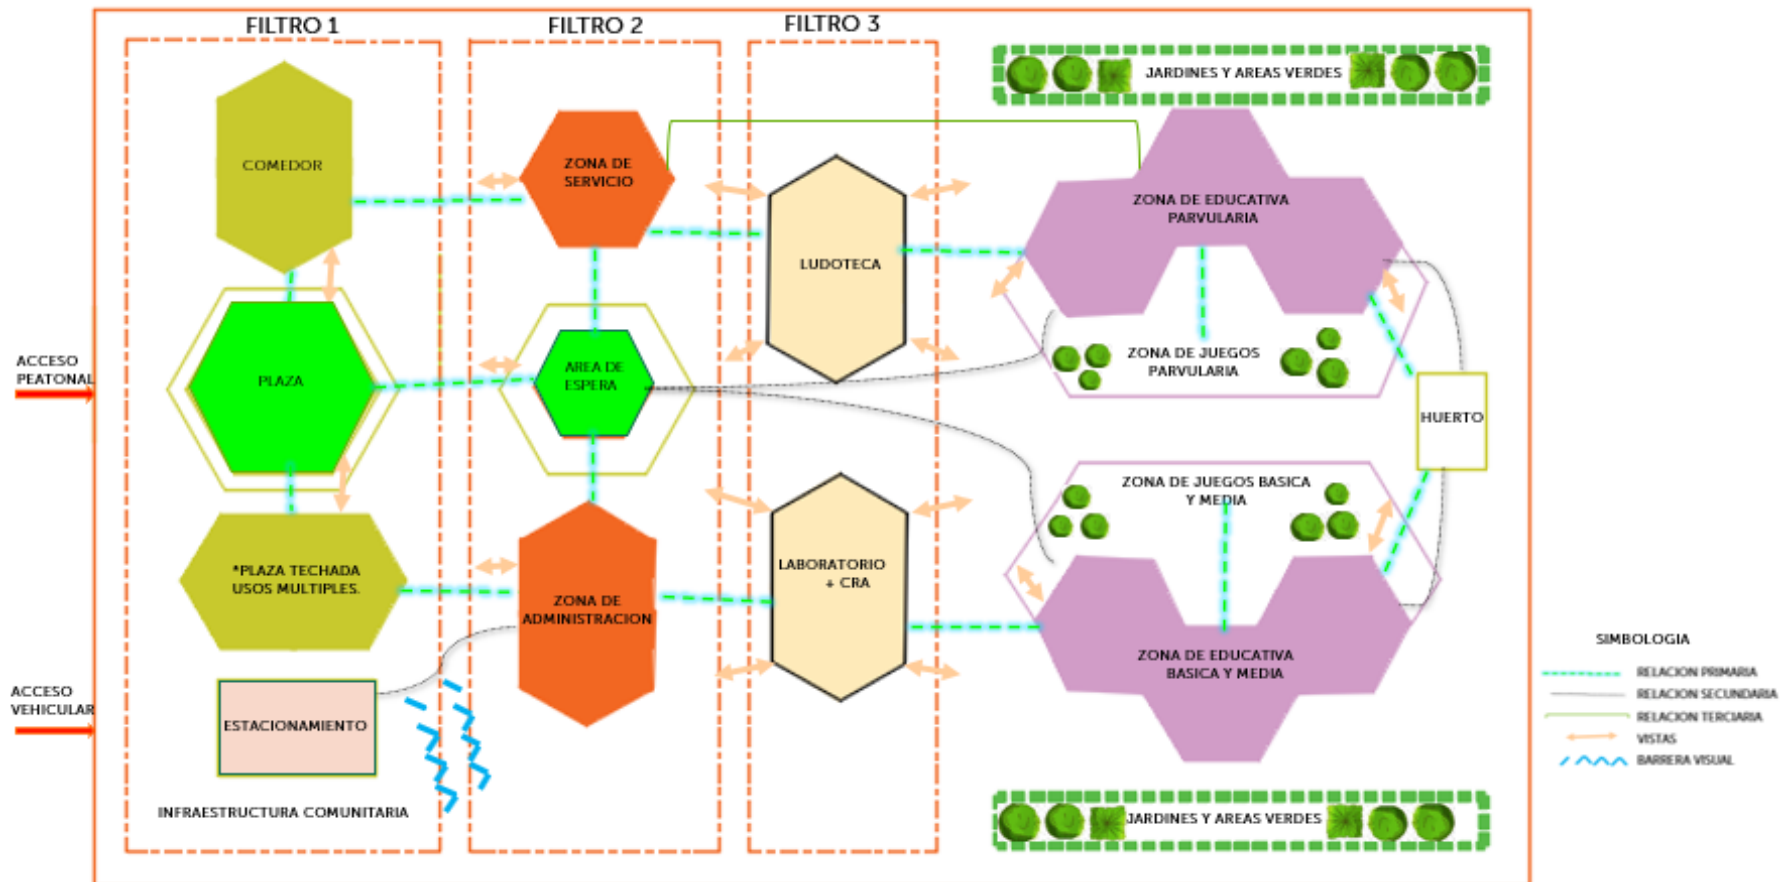 FILTRO 1
FILTRO 2
FILTRO 3
JARDINES Y AREAS VERDES
COMEDOR
ZONA DE
SERVICIO
LUDOTECA
ZONA DE EDUCATIVA
PARVULARIA
ACCESO
PEATONAL
PLAZA
AREA DE
ESPERA
ZONA DE JUEGOS
PARVULARIA
HUERTO
ZONA DE JUEGOS BASICA
Y MEDIA
*PLAZA TECHADA
USOS MULTIPLES.
ZONA DE
ADMINISTRACION
LABORATORIO
+ CRA
ZONA DE EDUCATIVA
BASICA Y MEDIA
ACCESO
VEHICULAR
ESTACIONAMIENTO
INFRAESTRUCTURA COMUNITARIA
JARDINES Y AREAS VERDES
SIMBOLOGIA
RELACION PRIMARIA
RELACION SECUNDARIA
RELACION TERCIARIA
VISTAS
BARRERA VISUAL